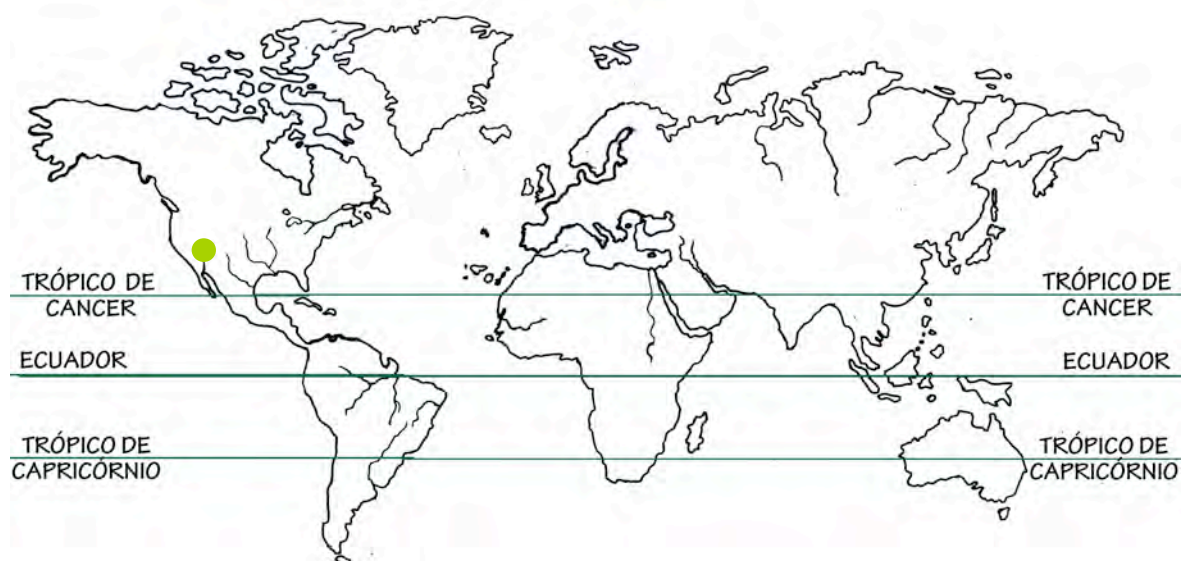 TRÓPICO DE
CANCER
TRÓPICO DE
CANCER
ECUADOR
ECUADOR
TRÓPICO DE
CAPRICÓRNIO
TRÓPICO DE
CAPRICÓRNIO